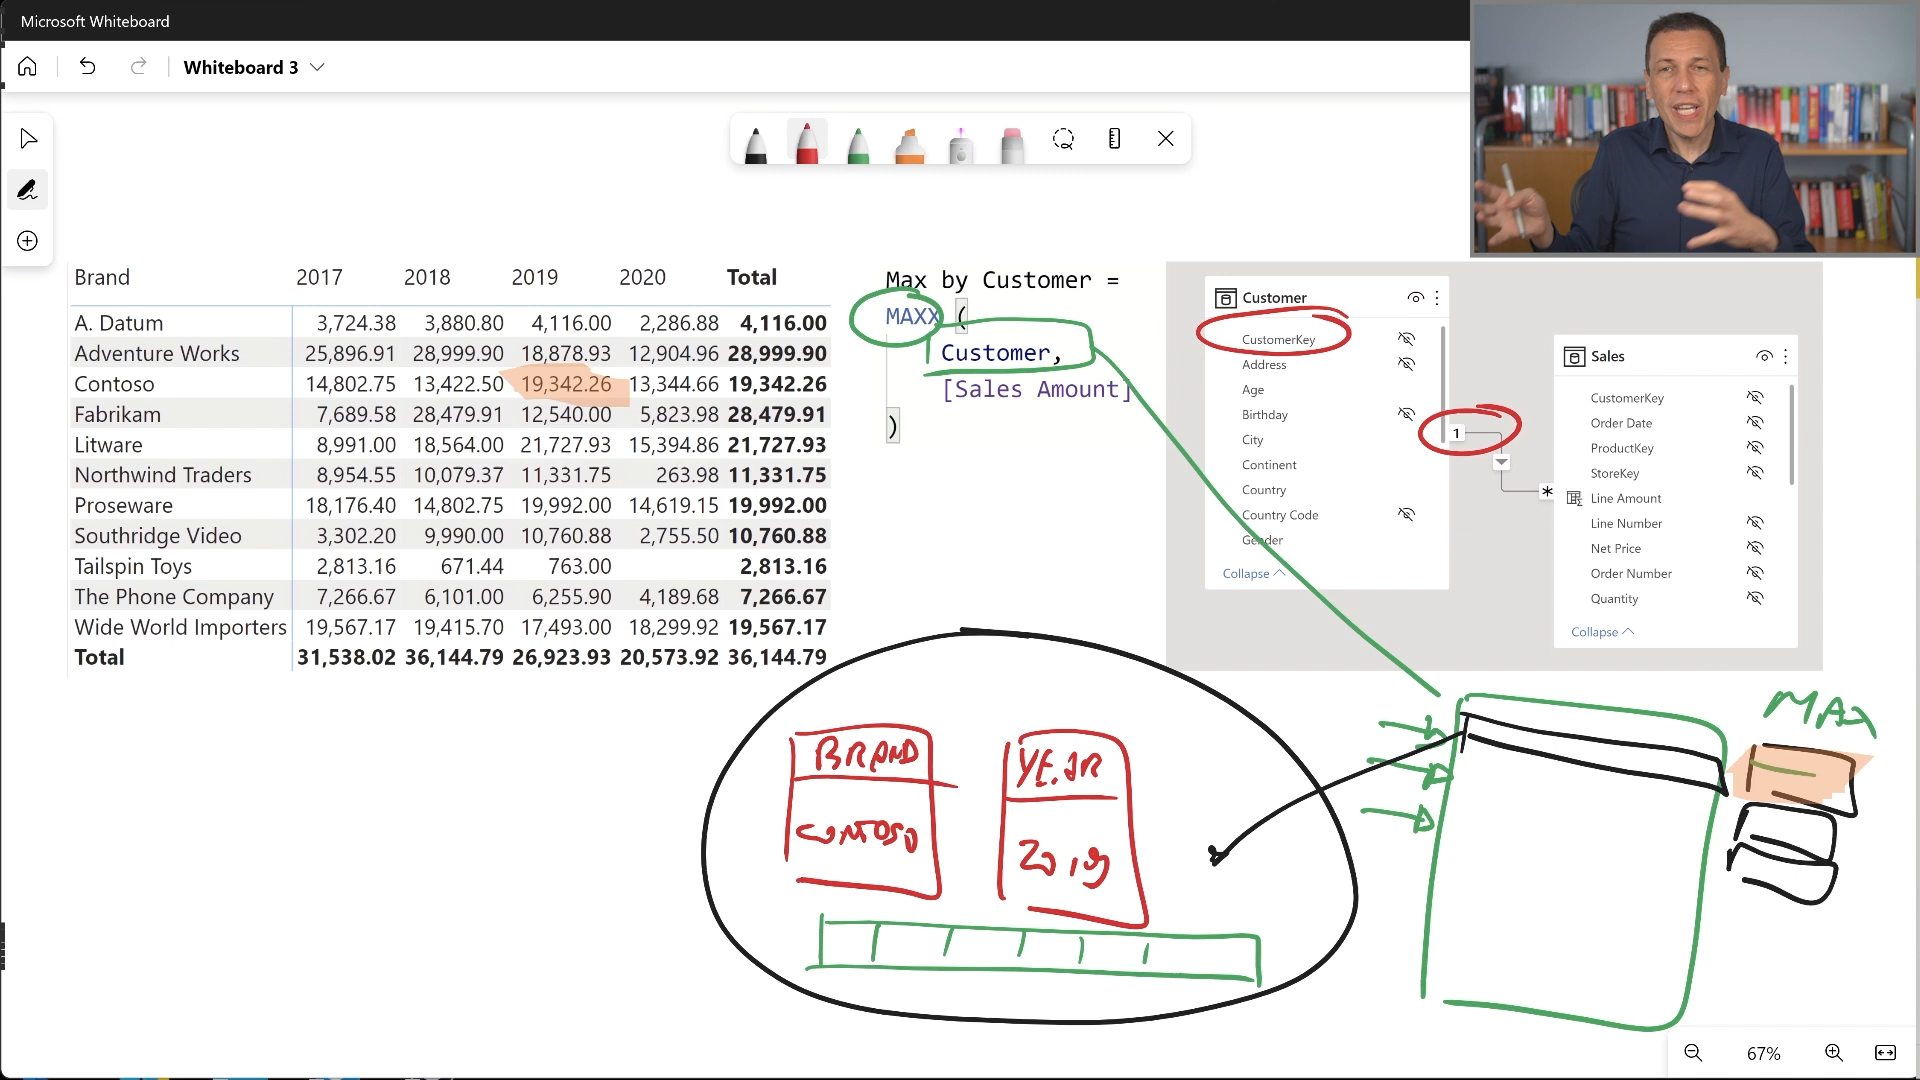 Microsoft Whiteboard
Whiteboard 3
Brand 2017 2018 2019 2020 Total
A. Datum 3,724.38 3,880.80 4,116.00 2,286.88 4,116.00
Adventure Works 25,896.91 28,999.90 18,878.93 12,904.96 28,999.90
Contoso 14,802.75 13,422.50 19,342.26 13,344.66 19,342.26
Fabrikam 7,689.58 28,479.91 12,540.00 5,823.98 28,479.91
Litware 8,991.00 18,564.00 21,727.93 15,394.86 21,727.93
Northwind Traders 8,954.55 10,079.37 11,331.75 263.98 11,331.75
Proseware 18,176.40 14,802.75 19,992.00 14,619.15 19,992.00
Southridge Video 3,302.20 9,990.00 10,760.88 2,755.50 10,760.88
Tailspin Toys 2,813.16 671.44 763.00 2,813.16
The Phone Company 7,266.67 6,101.00 6,255.90 4,189.68 7,266.67
Wide World Importers 19,567.17 19,415.70 17,493.00 18,299.92 19,567.17
Total 31,538.02 36,144.79 26,923.93 20,573.92 36,144.79
Max by Customer =
MAXX (
Customer,
[Sales Amount]
)
Customer
CustomerKey
Address
Age
Birthday
City
Continent
Country
Country Code
Gender
Collapse
1
*
Sales
CustomerKey
Order Date
ProductKey
StoreKey
Line Amount
Line Number
Net Price
Order Number
Quantity
Collapse
BRAND
CONTOSO
YEAR
2019
MAX
67%